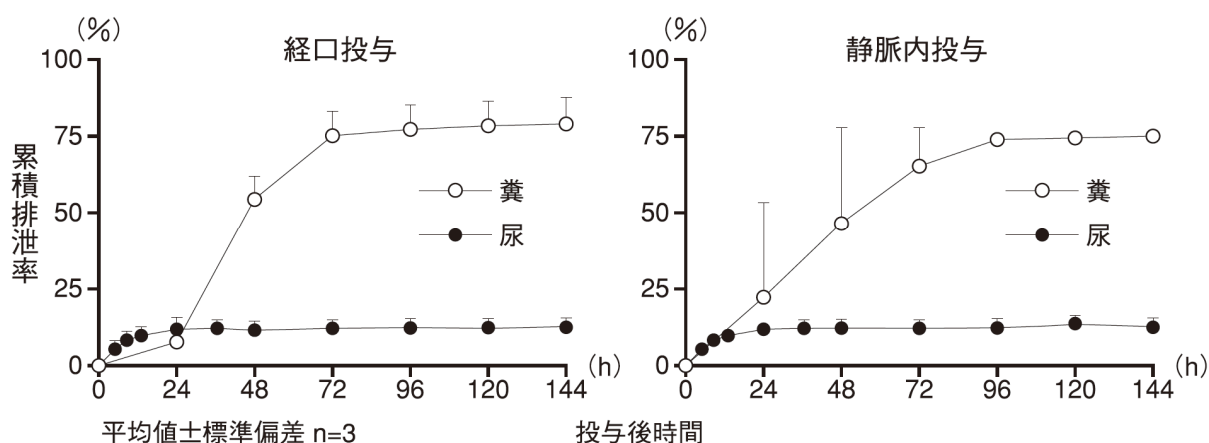 (%)
経口投与
100
75
50
25
0
累積排泄率
糞
尿
0 24 48 72 96 120 144 (h)
(%)
静脈内投与
100
75
50
25
0
糞
尿
0 24 48 72 96 120 144 (h)
平均値±標準偏差 n=3
投与後時間